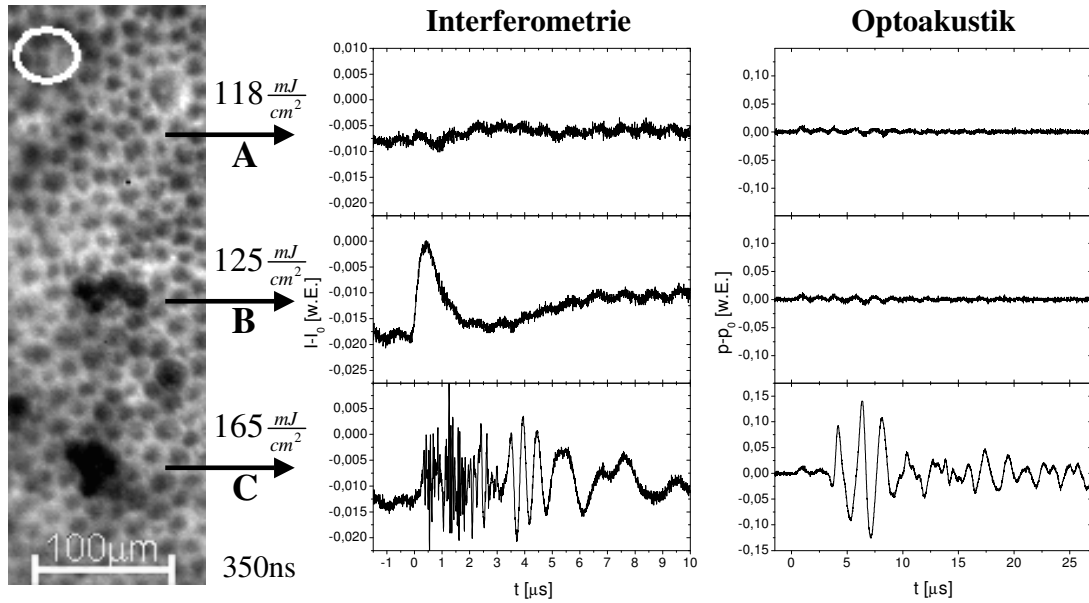 Interferometrie
Optoakustik
118 mJ/cm²
A
125 mJ/cm²
B
165 mJ/cm²
C
100µm
350ns
0,010
0,005
0,000
-0,005
-0,010
-0,015
-0,020
0,000
-0,005
-0,010
-0,015
-0,020
-0,025
0,005
0,000
-0,005
-0,010
-0,015
-0,020
I-I₀ [w.E.]
-1 0 1 2 3 4 5 6 7 8 9 10
t [µs]
0,10
0,05
0,00
-0,05
-0,10
0,10
0,05
0,00
-0,05
-0,10
0,15
0,10
0,05
0,00
-0,05
-0,10
-0,15
p-p₀ [w.E.]
0 5 10 15 20 25
t [µs]